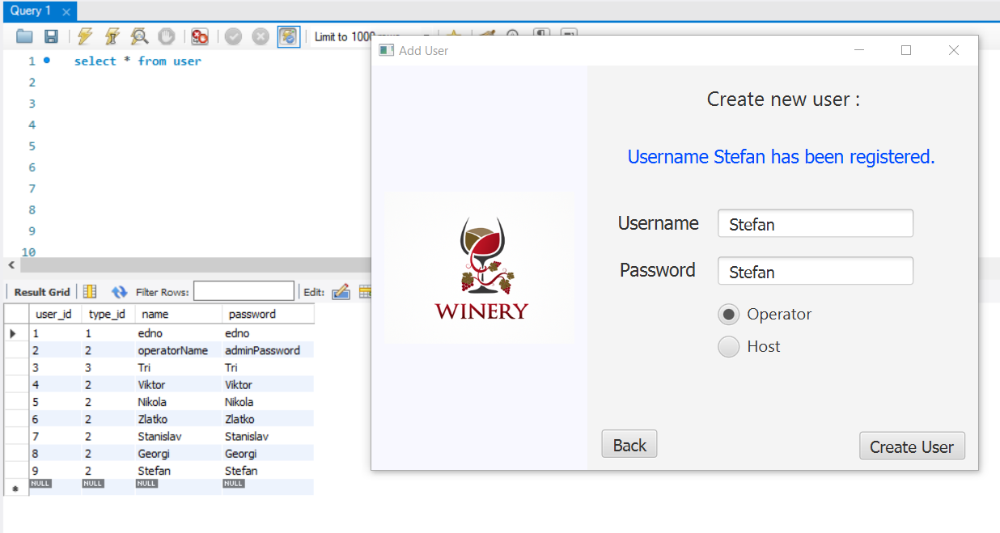 Query 1
Limit to 1000 rows
1 select * from user
2
3
4
5
6
7
8
9
10
Result Grid Filter Rows: Edit:
user_id type_id name password
1 1 edno edno
2 2 operatorName adminPassword
3 3 Tri Tri
4 2 Viktor Viktor
5 2 Nikola Nikola
6 2 Zlatko Zlatko
7 2 Stanislav Stanislav
8 2 Georgi Georgi
9 2 Stefan Stefan
NULL NULL NULL NULL
Add User
WINERY
Create new user :
Username Stefan has been registered.
Username Stefan
Password Stefan
Operator
Host
Back Create User